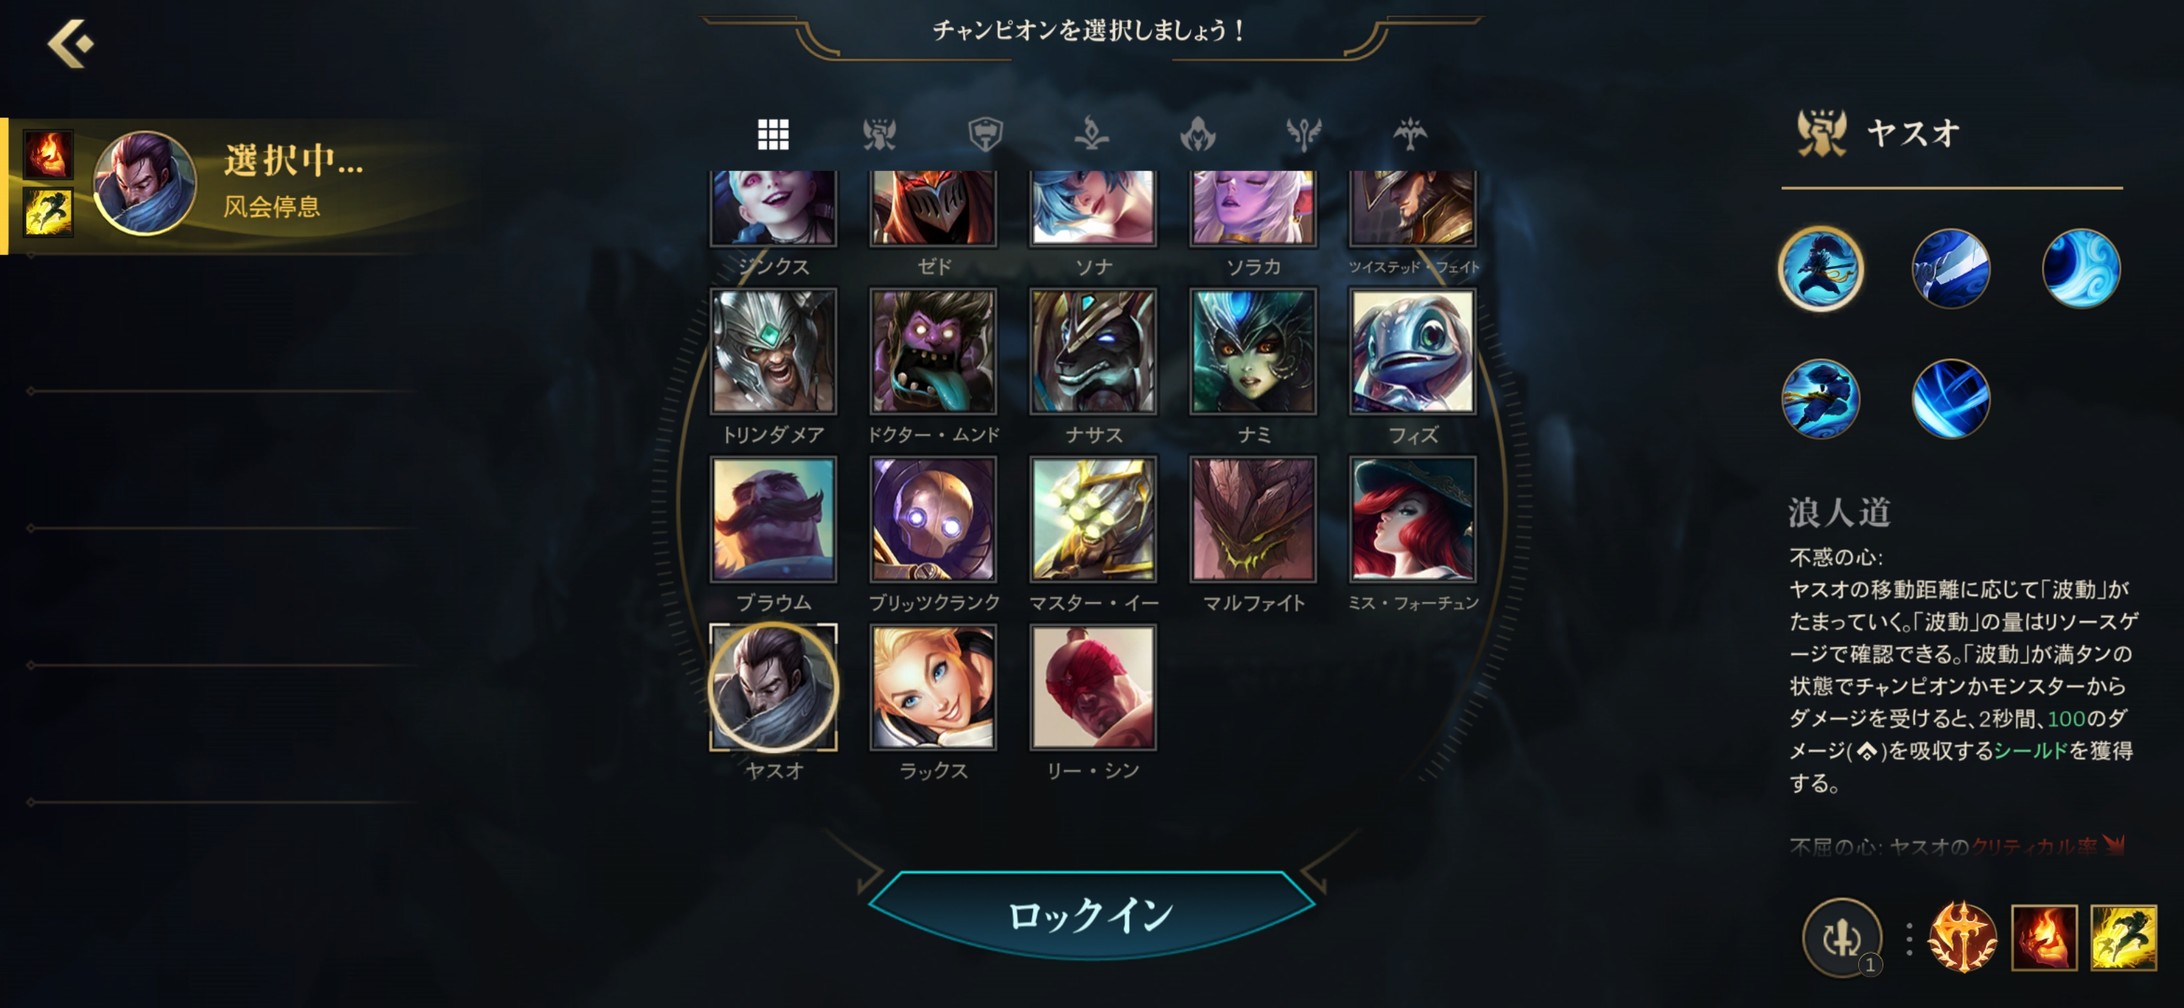 チャンピオンを選択しましょう！
選択中...
风会停息
ジンクス
ゼド
ソナ
ソラカ
ツイステッド・フェイト
トリンダメア
ドクター・ムンド
ナサス
ナミ
フィズ
ブラウム
ブリッツクランク
マスター・イー
マルファイト
ミス・フォーチュン
ヤスオ
ラックス
リー・シン
ロックイン
ヤスオ
浪人道
不惑の心:
ヤスオの移動距離に応じて「波動」が
たまっていく。「波動」の量はリソースゲ
ージで確認できる。「波動」が満タンの
状態でチャンピオンかモンスターから
ダメージを受けると、2秒間、100のダ
メージ()を吸収するシールドを獲得
する。
不屈の心: ヤスオのクリティカル率
1